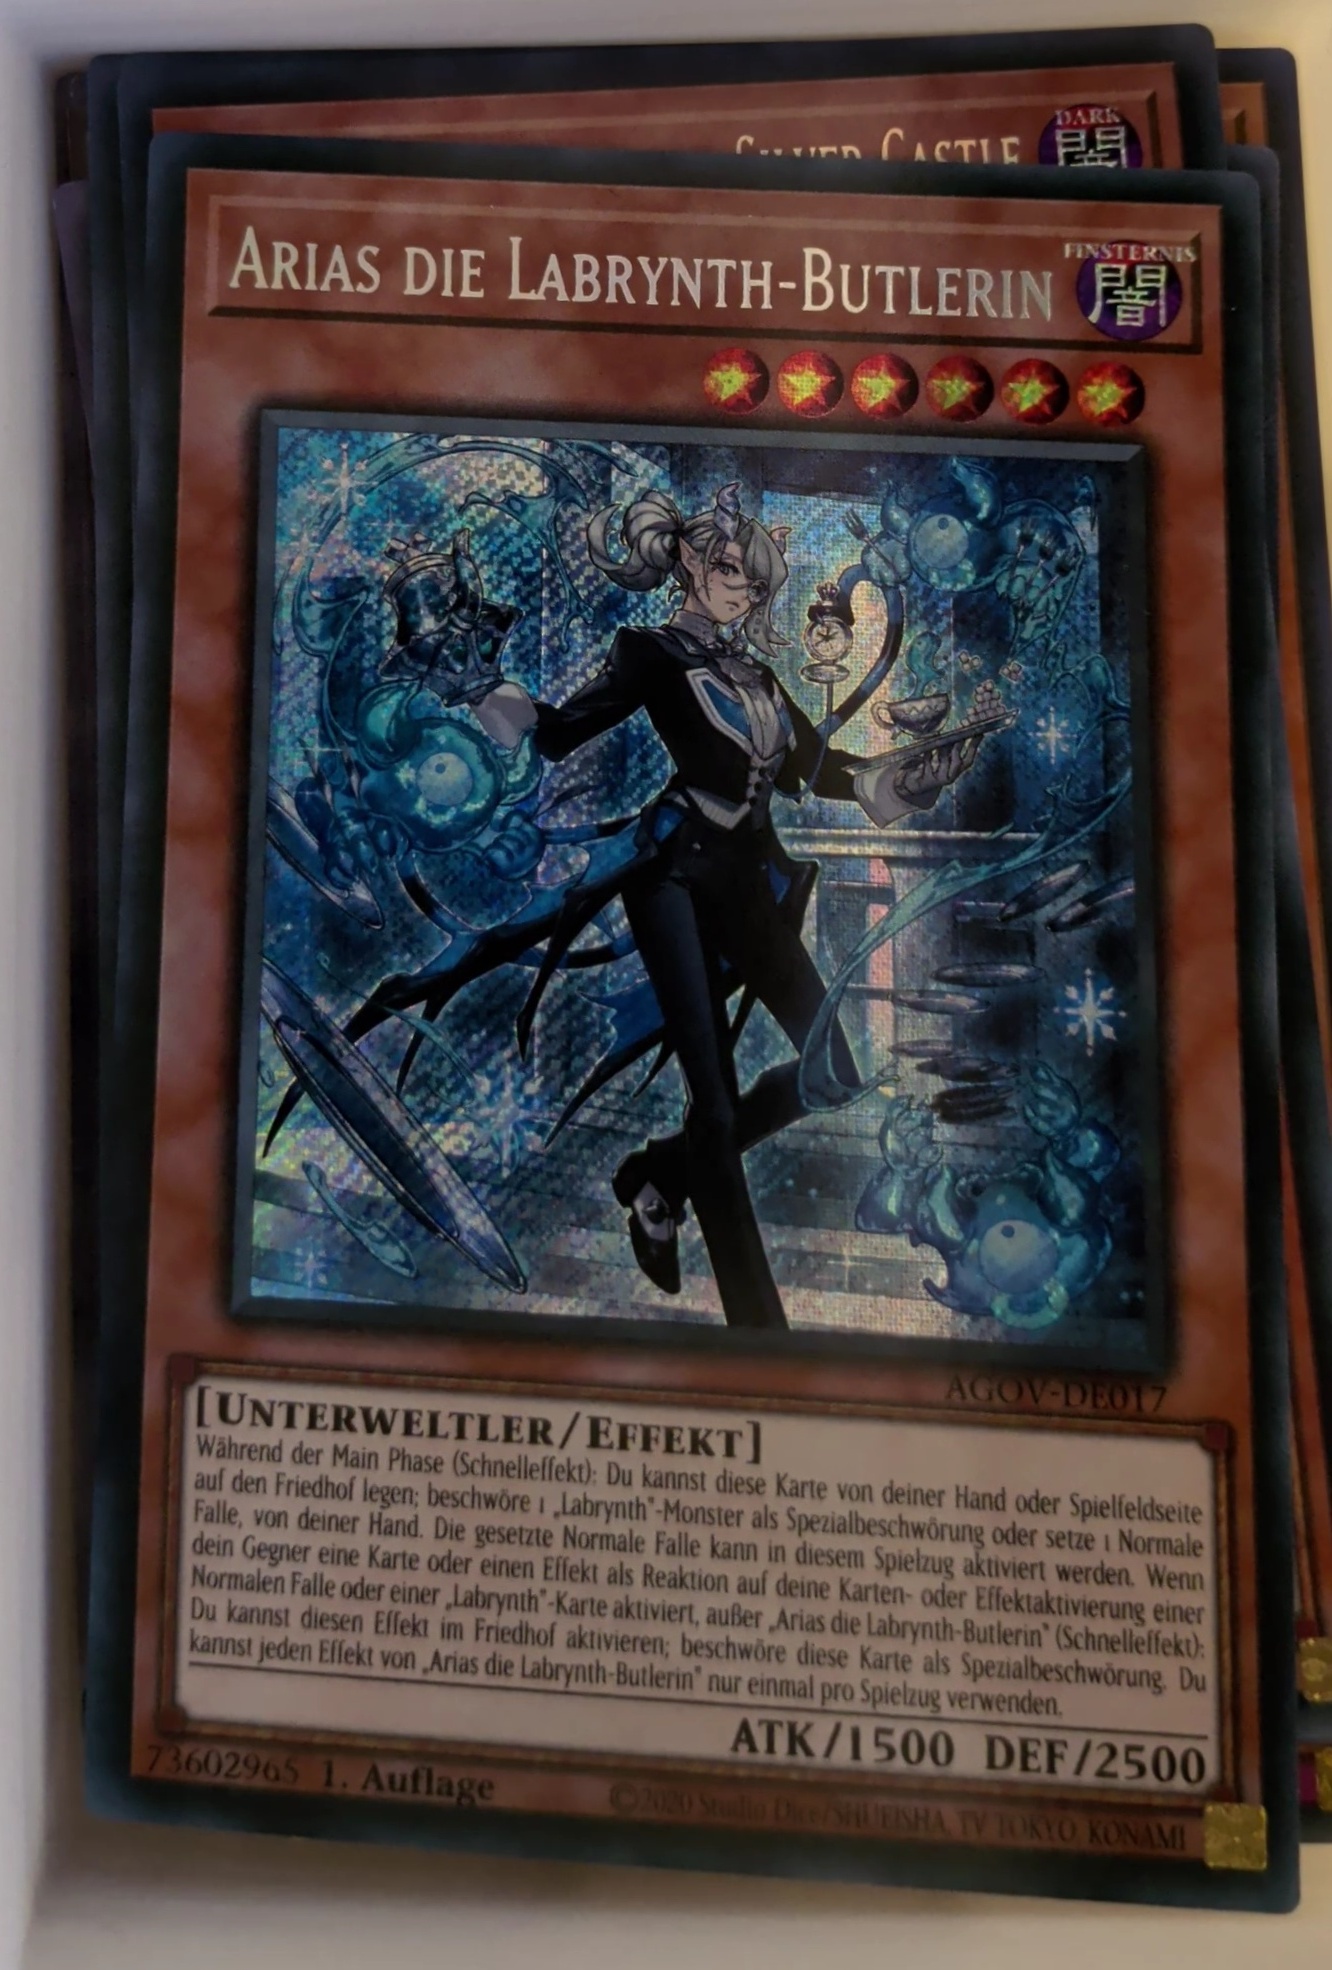 Silver Castle
DARK
闇
Arias die Labrynth-Butlerin
FINSTERNIS
闇
AGOV-DE017
[Unterweltler/Effekt]
Während der Main Phase (Schnelleffekt): Du kannst diese Karte von deiner Hand oder Spielfeldseite
auf den Friedhof legen; beschwöre 1 „Labrynth"-Monster als Spezialbeschwörung oder setze 1 Normale
Falle, von deiner Hand. Die gesetzte Normale Falle kann in diesem Spielzug aktiviert werden. Wenn
dein Gegner eine Karte oder einen Effekt als Reaktion auf deine Karten- oder Effektaktivierung einer
Normalen Falle oder einer „Labrynth"-Karte aktiviert, außer „Arias die Labrynth-Butlerin" (Schnelleffekt):
Du kannst diesen Effekt im Friedhof aktivieren; beschwöre diese Karte als Spezialbeschwörung. Du
kannst jeden Effekt von „Arias die Labrynth-Butlerin" nur einmal pro Spielzug verwenden.
ATK/1500 DEF/2500
73602965 1. Auflage
©2020 Studio Dice/SHUEISHA, TV TOKYO, KONAMI